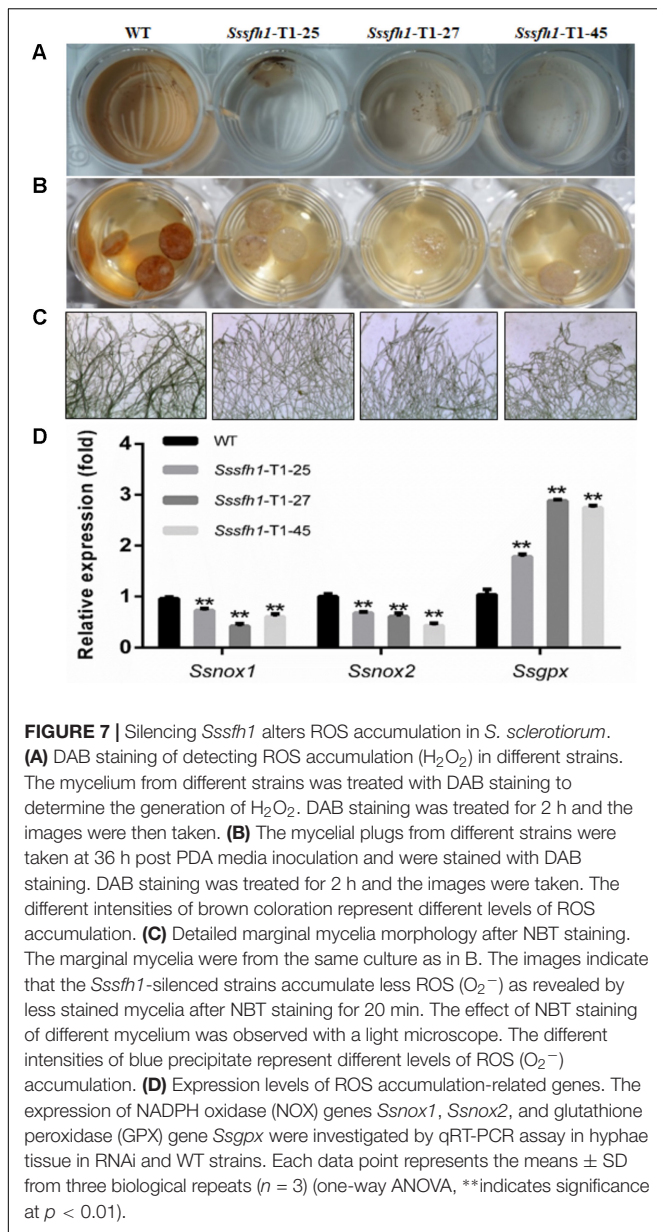 WT Sssfh1-T1-25 Sssfh1-T1-27 Sssfh1-T1-45
A
B
C
D
Relative expression (fold)
4
3
2
1
0
WT
Sssfh1-T1-25
Sssfh1-T1-27
Sssfh1-T1-45
** ** **
** ** **
** ** **
Ssnox1 Ssnox2 Ssgpx
FIGURE 7 | Silencing Sssfh1 alters ROS accumulation in S. sclerotiorum.
(A) DAB staining of detecting ROS accumulation (H₂O₂) in different strains.
The mycelium from different strains was treated with DAB staining to
determine the generation of H₂O₂. DAB staining was treated for 2 h and the
images were then taken. (B) The mycelial plugs from different strains were
taken at 36 h post PDA media inoculation and were stained with DAB
staining. DAB staining was treated for 2 h and the images were taken. The
different intensities of brown coloration represent different levels of ROS
accumulation. (C) Detailed marginal mycelia morphology after NBT staining.
The marginal mycelia were from the same culture as in B. The images indicate
that the Sssfh1-silenced strains accumulate less ROS (O₂⁻) as revealed by
less stained mycelia after NBT staining for 20 min. The effect of NBT staining
of different mycelium was observed with a light microscope. The different
intensities of blue precipitate represent different levels of ROS (O₂⁻)
accumulation. (D) Expression levels of ROS accumulation-related genes. The
expression of NADPH oxidase (NOX) genes Ssnox1, Ssnox2, and glutathione
peroxidase (GPX) gene Ssgpx were investigated by qRT-PCR assay in hyphae
tissue in RNAi and WT strains. Each data point represents the means ± SD
from three biological repeats (n = 3) (one-way ANOVA, **indicates significance
at p < 0.01).